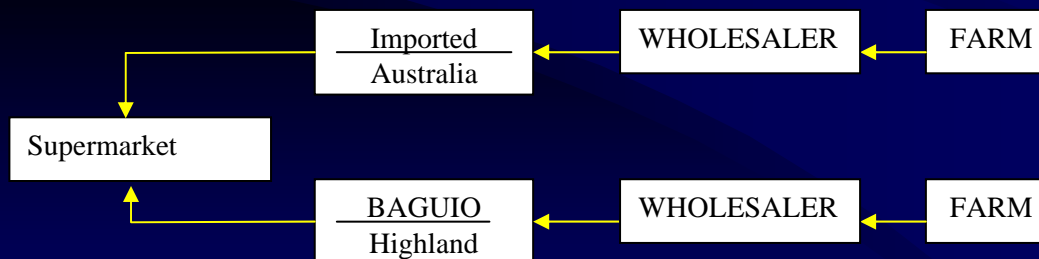 Imported
Australia
WHOLESALER
FARM
Supermarket
BAGUIO
Highland
WHOLESALER
FARM